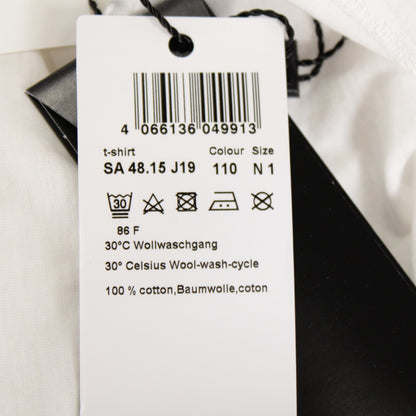 4 066136 049913
t-shirt Colour Size
SA 48.15 J19 110 N 1
30
86 F
30°C Wollwaschgang
30° Celsius Wool-wash-cycle
100 % cotton,Baumwolle,coton